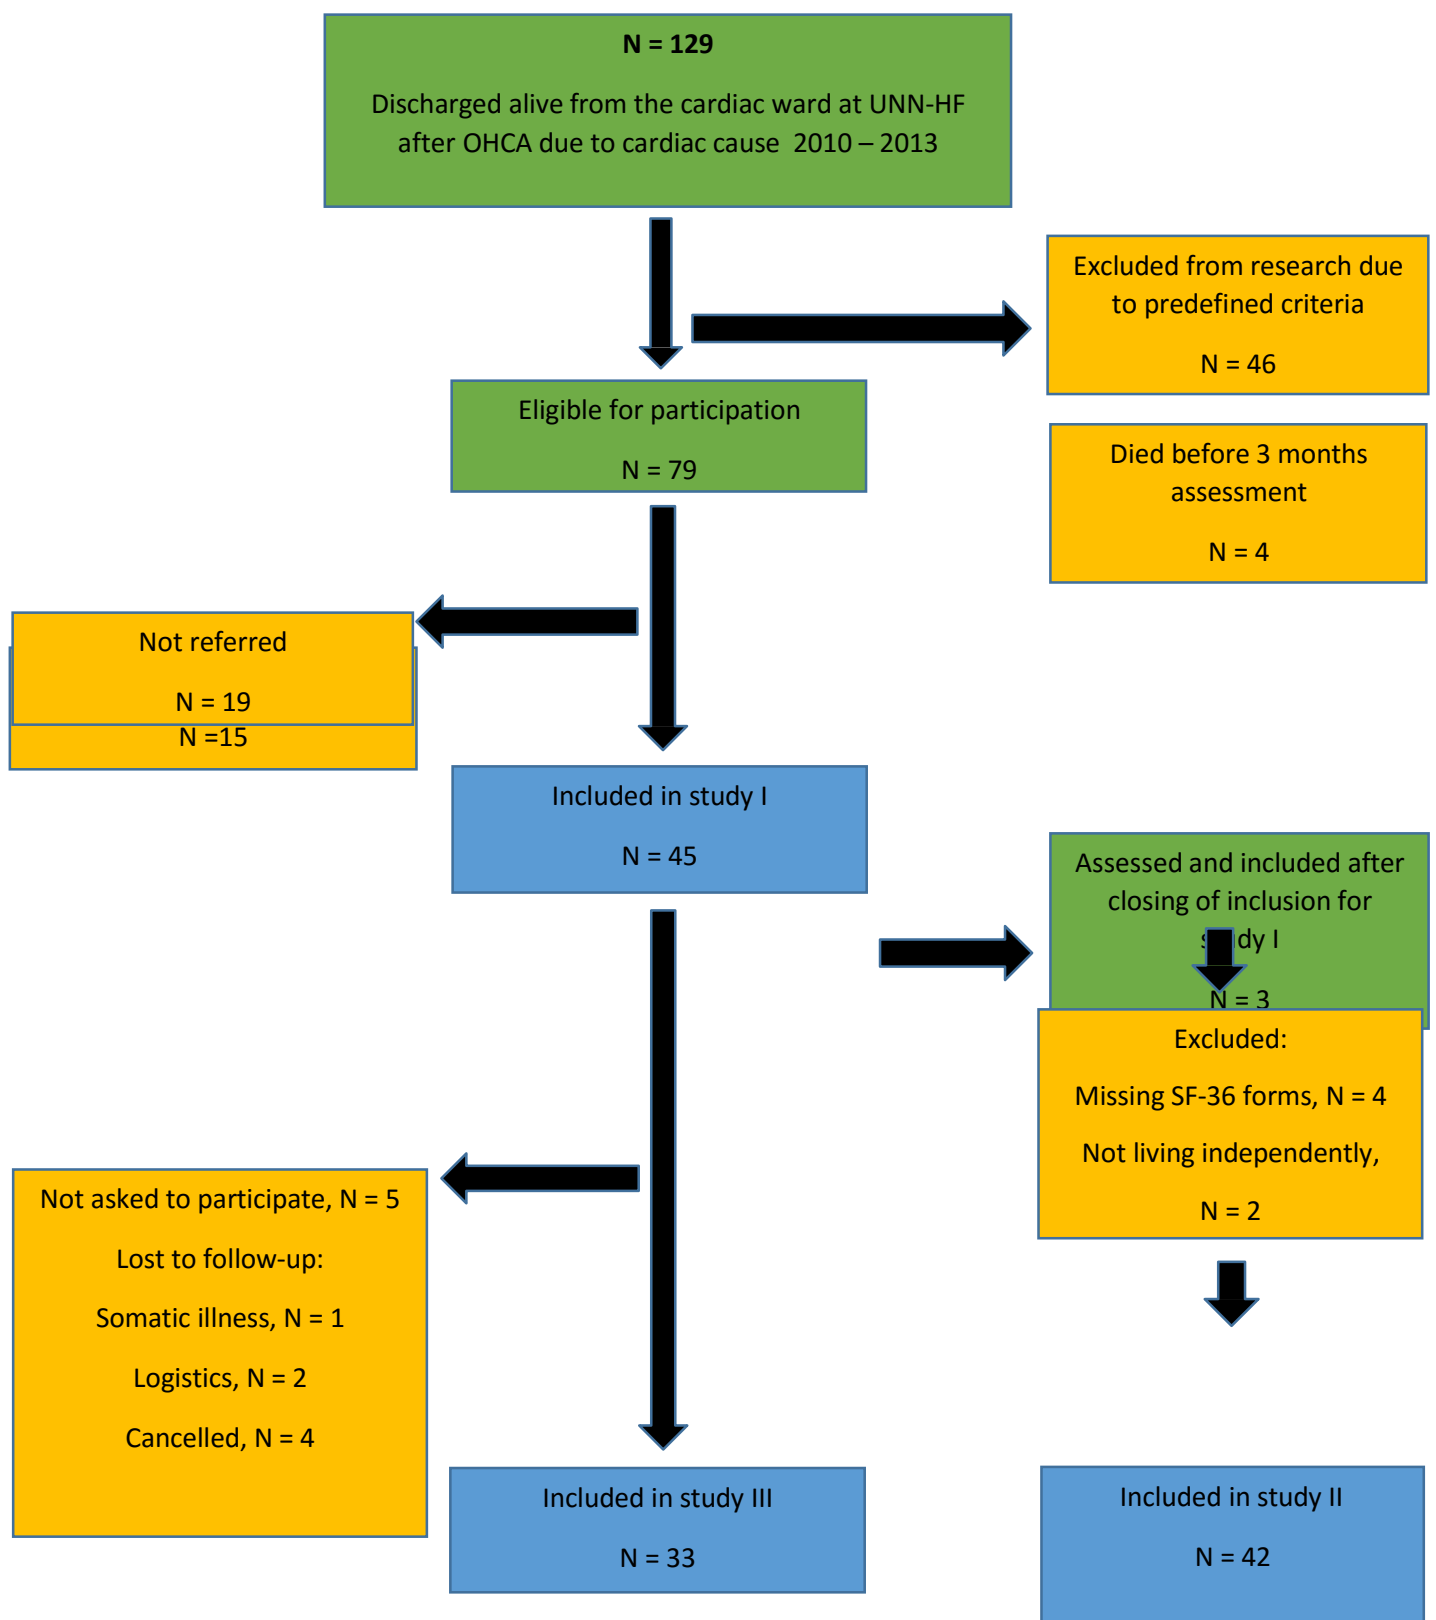 N = 129
Discharged alive from the cardiac ward at UNN-HF
after OHCA due to cardiac cause 2010 – 2013
Excluded from research due
to predefined criteria
N = 46
Eligible for participation
N = 79
Died before 3 months
assessment
N = 4
Not referred
N = 19
N =15
Included in study I
N = 45
Assessed and included after
closing of inclusion for
study I
N = 3
Excluded:
Missing SF-36 forms, N = 4
Not living independently,
N = 2
Not asked to participate, N = 5
Lost to follow-up:
Somatic illness, N = 1
Logistics, N = 2
Cancelled, N = 4
Included in study III
N = 33
Included in study II
N = 42